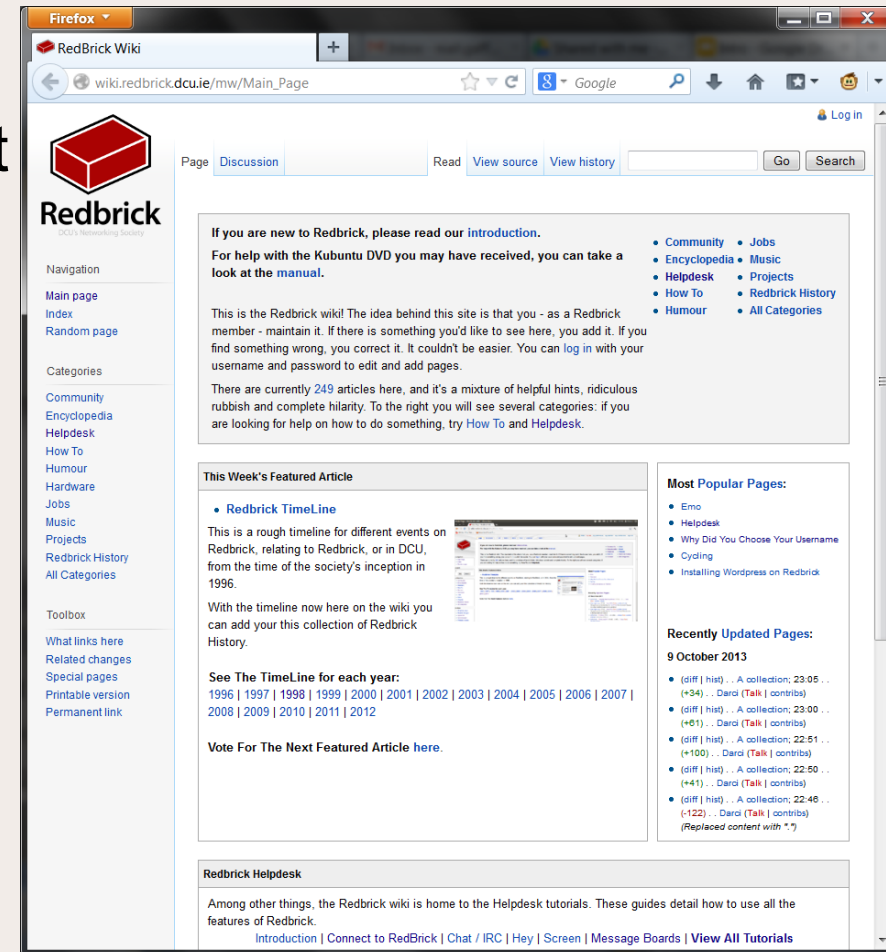 t
Firefox
RedBrick Wiki
wiki.redbrick.dcu.ie/mw/Main_Page
Google
Log in
Page Discussion
Read View source View history
Go Search
Redbrick
DCU's Networking Society
Navigation
Main page
Index
Random page
Categories
Community
Encyclopedia
Helpdesk
How To
Humour
Hardware
Jobs
Music
Projects
Redbrick History
All Categories
Toolbox
What links here
Related changes
Special pages
Printable version
Permanent link
If you are new to Redbrick, please read our introduction.
For help with the Kubuntu DVD you may have received, you can take a
look at the manual.
This is the Redbrick wiki! The idea behind this site is that you - as a Redbrick
member - maintain it. If there is something you'd like to see here, you add it. If you
find something wrong, you correct it. It couldn't be easier. You can log in with your
username and password to edit and add pages.
There are currently 249 articles here, and it's a mixture of helpful hints, ridiculous
rubbish and complete hilarity. To the right you will see several categories: if you
are looking for help on how to do something, try How To and Helpdesk.
• Community • Jobs
• Encyclopedia • Music
• Helpdesk • Projects
• How To • Redbrick History
• Humour • All Categories
This Week's Featured Article
• Redbrick TimeLine
This is a rough timeline for different events on
Redbrick, relating to Redbrick, or in DCU,
from the time of the society's inception in
1996.
With the timeline now here on the wiki you
can add your this collection of Redbrick
History.
See The TimeLine for each year:
1996 | 1997 | 1998 | 1999 | 2000 | 2001 | 2002 | 2003 | 2004 | 2005 | 2006 | 2007 |
2008 | 2009 | 2010 | 2011 | 2012
Vote For The Next Featured Article here.
Most Popular Pages:
• Emo
• Helpdesk
• Why Did You Choose Your Username
• Cycling
• Installing Wordpress on Redbrick
Recently Updated Pages:
9 October 2013
• (diff | hist) . . A collection; 23:05 . .
(+34) . . Darci (Talk | contribs)
• (diff | hist) . . A collection; 23:00 . .
(+61) . . Darci (Talk | contribs)
• (diff | hist) . . A collection; 22:51 . .
(+100) . . Darci (Talk | contribs)
• (diff | hist) . . A collection; 22:50 . .
(+41) . . Darci (Talk | contribs)
• (diff | hist) . . A collection; 22:46 . .
(-122) . . Darci (Talk | contribs)
(Replaced content with ".")
Redbrick Helpdesk
Among other things, the Redbrick wiki is home to the Helpdesk tutorials. These guides detail how to use all the
features of Redbrick.
Introduction | Connect to RedBrick | Chat / IRC | Hey | Screen | Message Boards | View All Tutorials